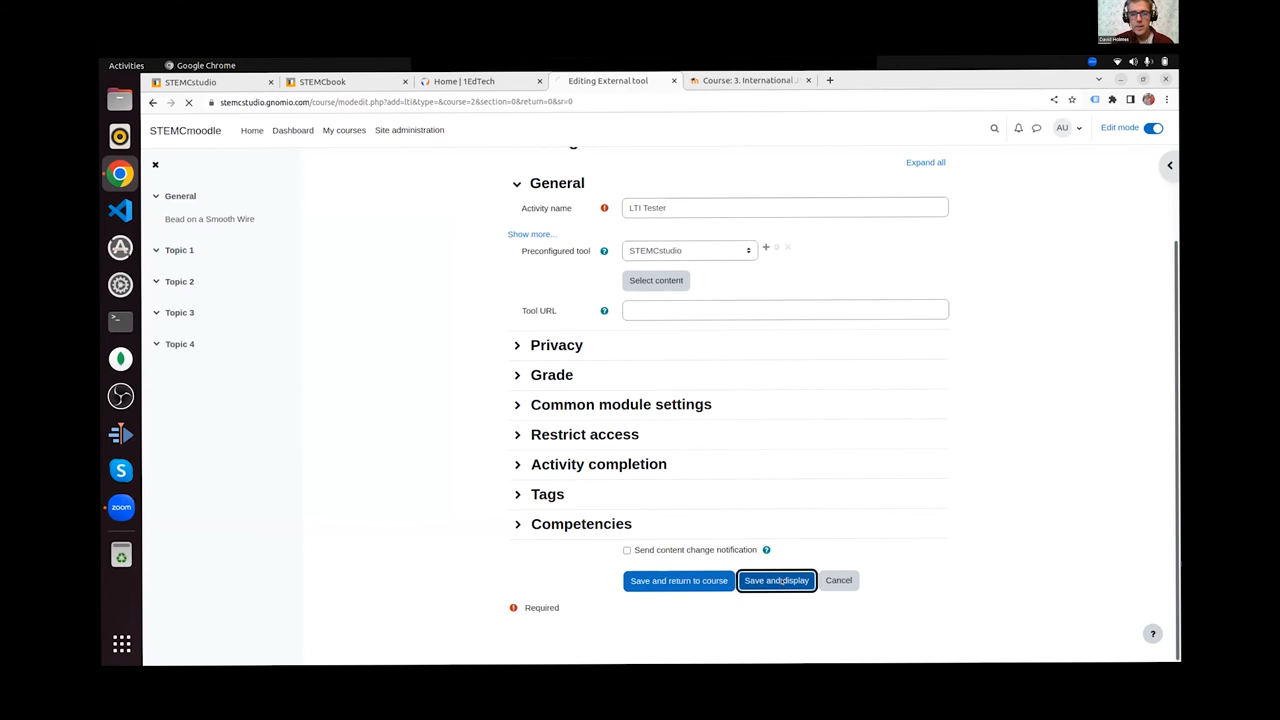 David Holmes
Activities
Google Chrome
STEMCstudio
STEMCbook
Home | 1EdTech
Editing External tool
Course: 3. International
stemcstudio.gnomio.com/course/modedit.php?add=lti&type=&course=2&section=0&return=0&sr=0
STEMCmoodle
Home
Dashboard
My courses
Site administration
AU
Edit mode
Expand all
General
Bead on a Smooth Wire
Topic 1
Topic 2
Topic 3
Topic 4
General
Activity name
LTI Tester
Show more...
Preconfigured tool
STEMCstudio
Select content
Tool URL
Privacy
Grade
Common module settings
Restrict access
Activity completion
Tags
Competencies
Send content change notification
Save and return to course
Save and display
Cancel
Required
zoom